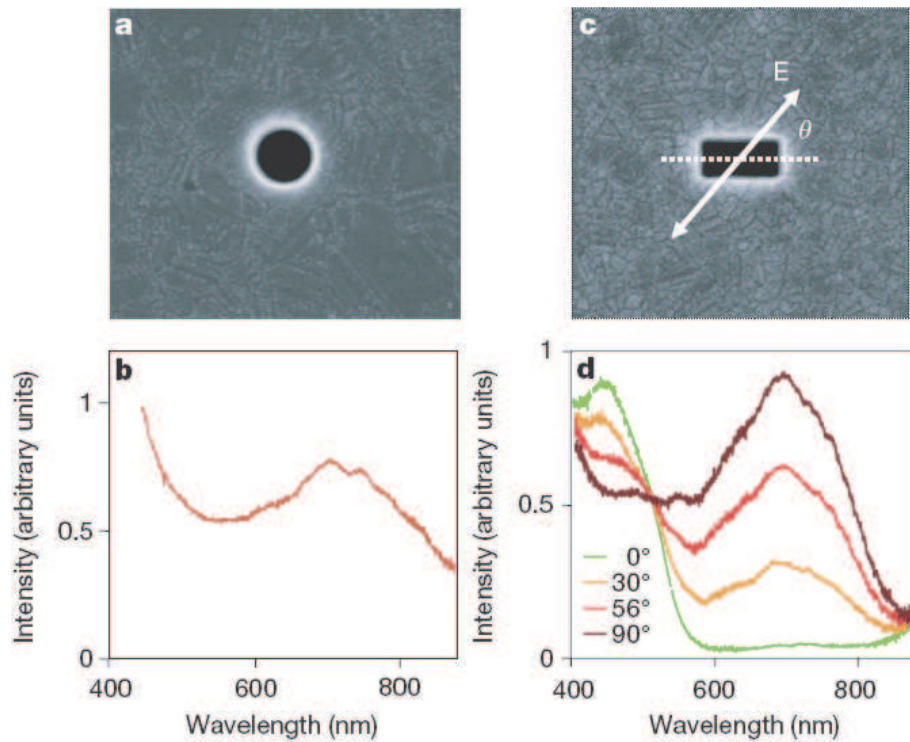 a
c
E
θ
b
1
0.5
0
400
600
800
Intensity (arbitrary units)
Wavelength (nm)
d
1
0.5
0
400
600
800
Intensity (arbitrary units)
Wavelength (nm)
0°
30°
56°
90°